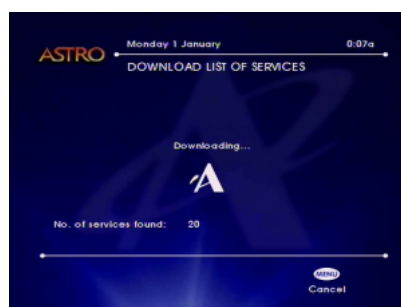 Monday 1 January 0:07a
ASTRO
DOWNLOAD LIST OF SERVICES
Downloading...
No. of services found: 20
MENU
Cancel